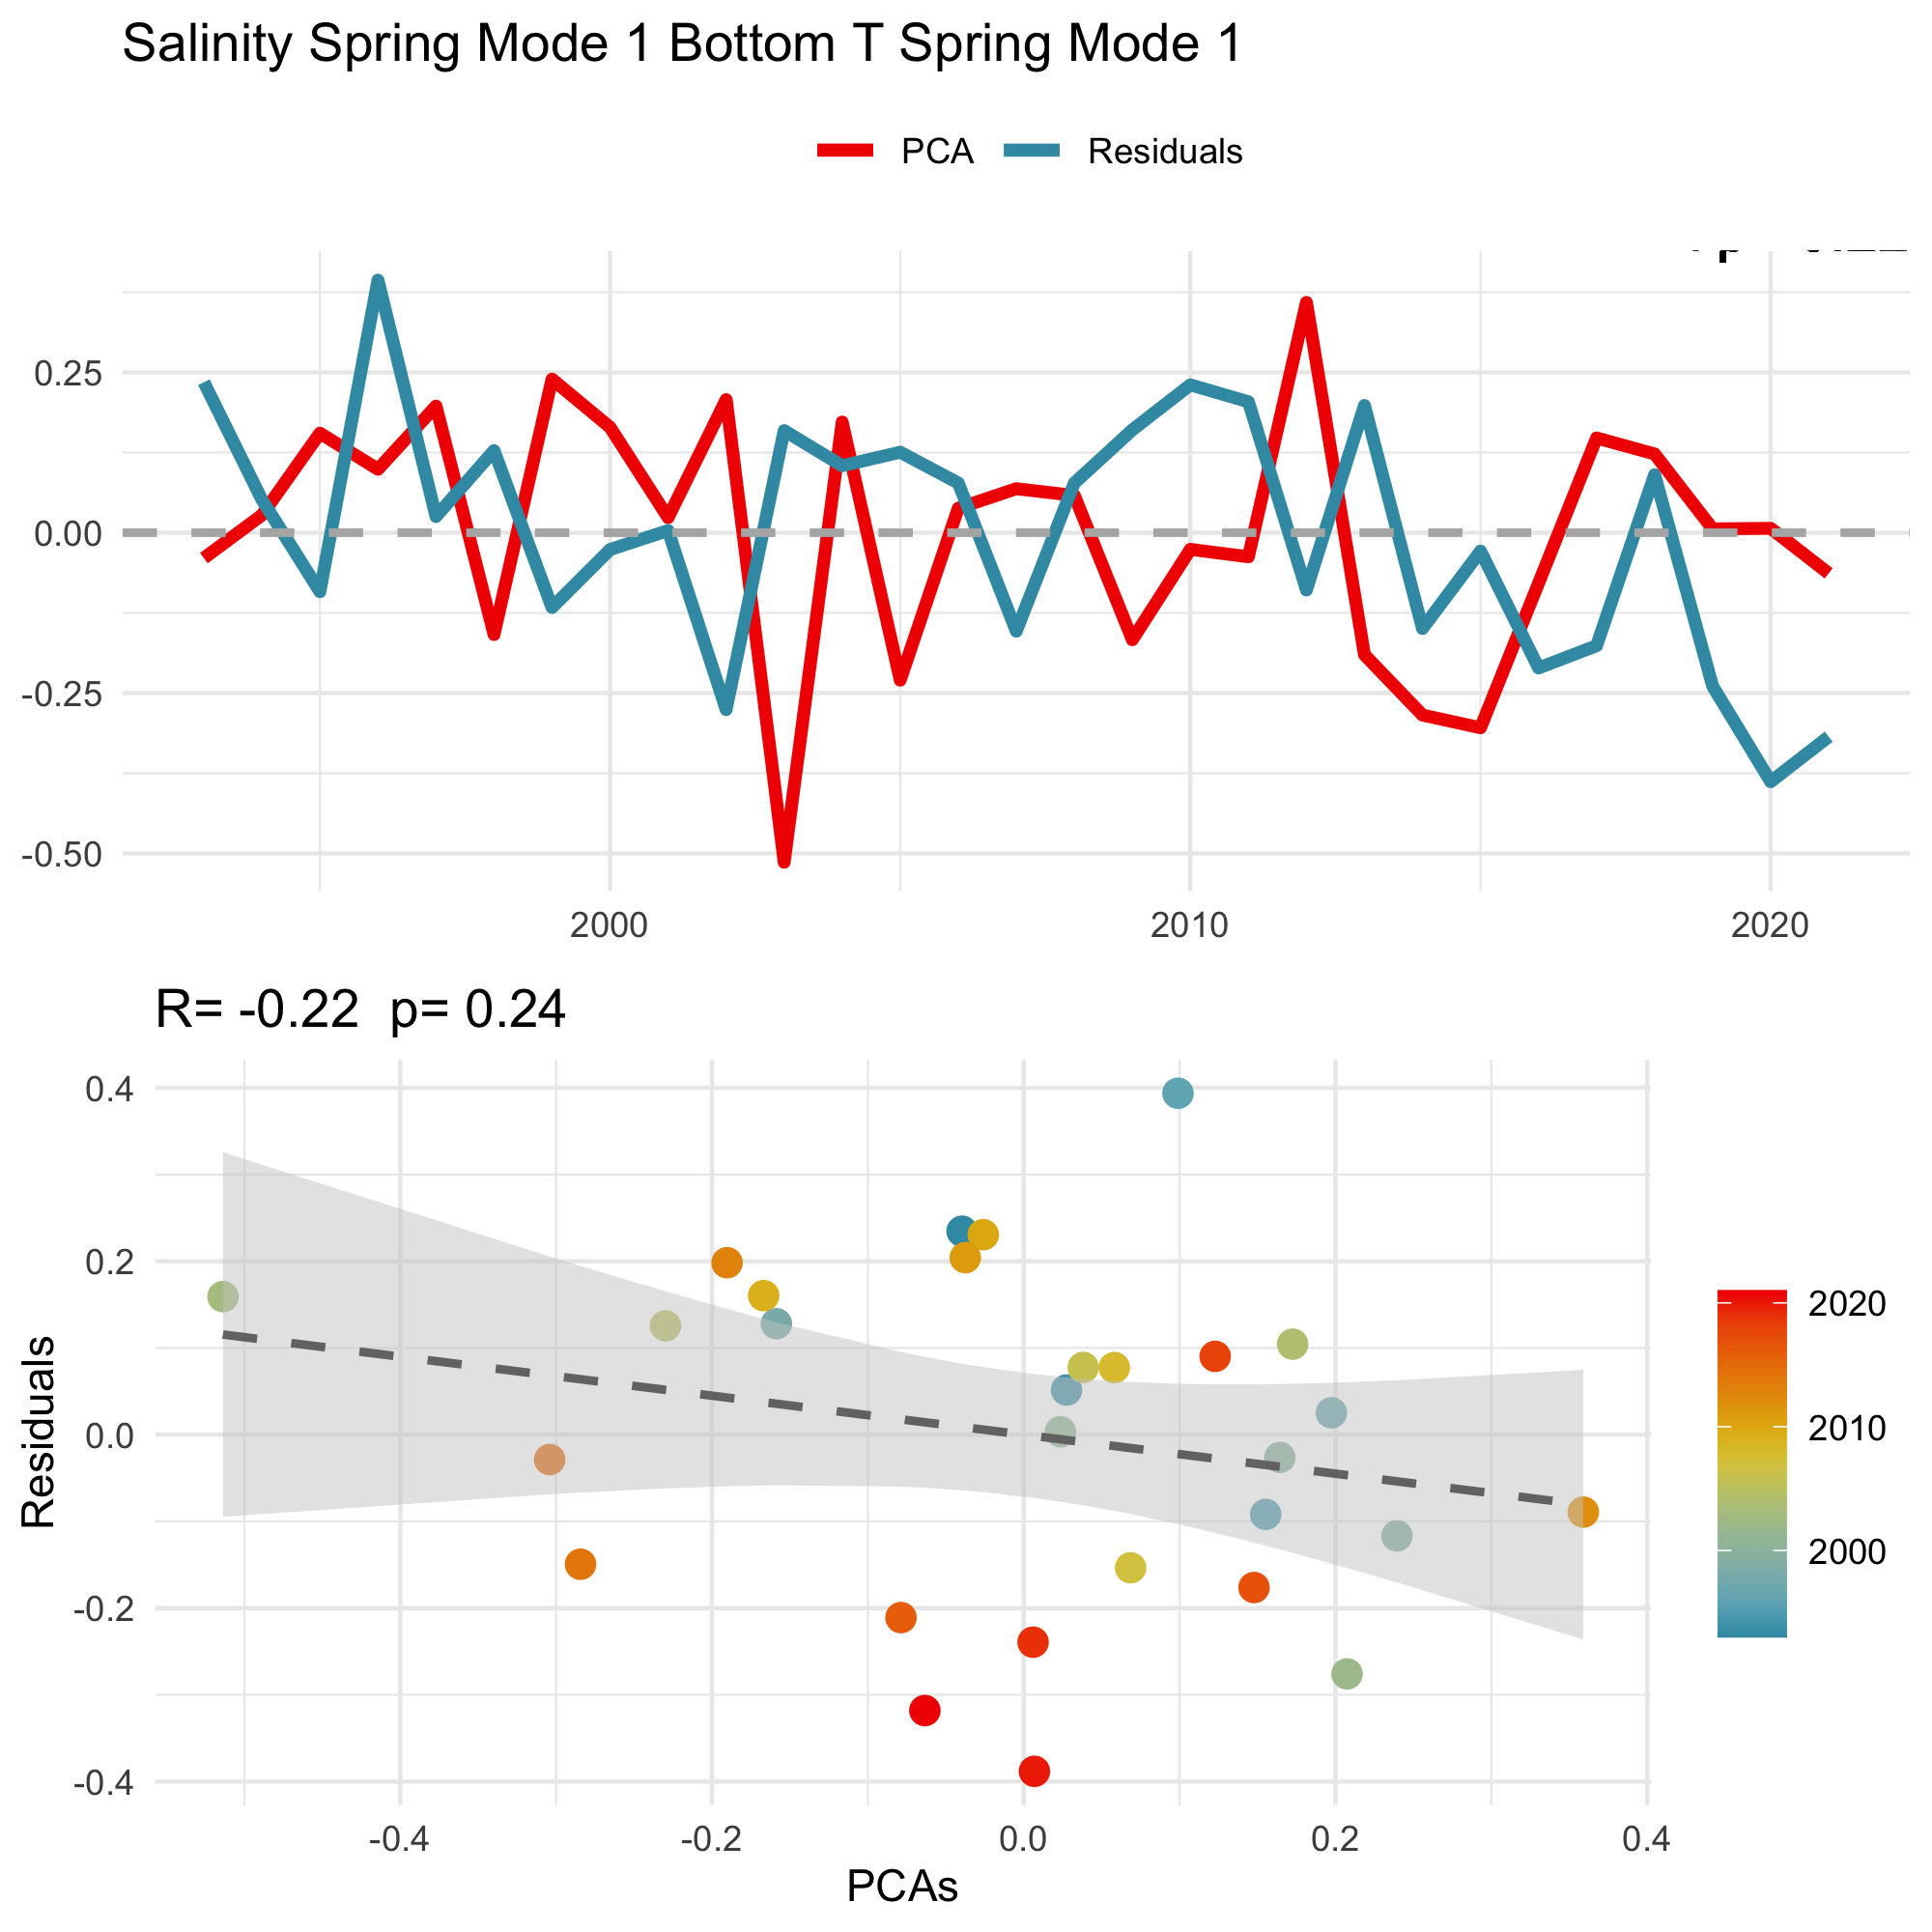 Salinity Spring Mode 1 Bottom T Spring Mode 1
PCA Residuals
0.25
0.00
-0.25
-0.50
2000 2010 2020
R= -0.22 p= 0.24
Residuals
0.4
0.2
0.0
-0.2
-0.4
-0.4 -0.2 0.0 0.2 0.4
PCAs
2020
2010
2000